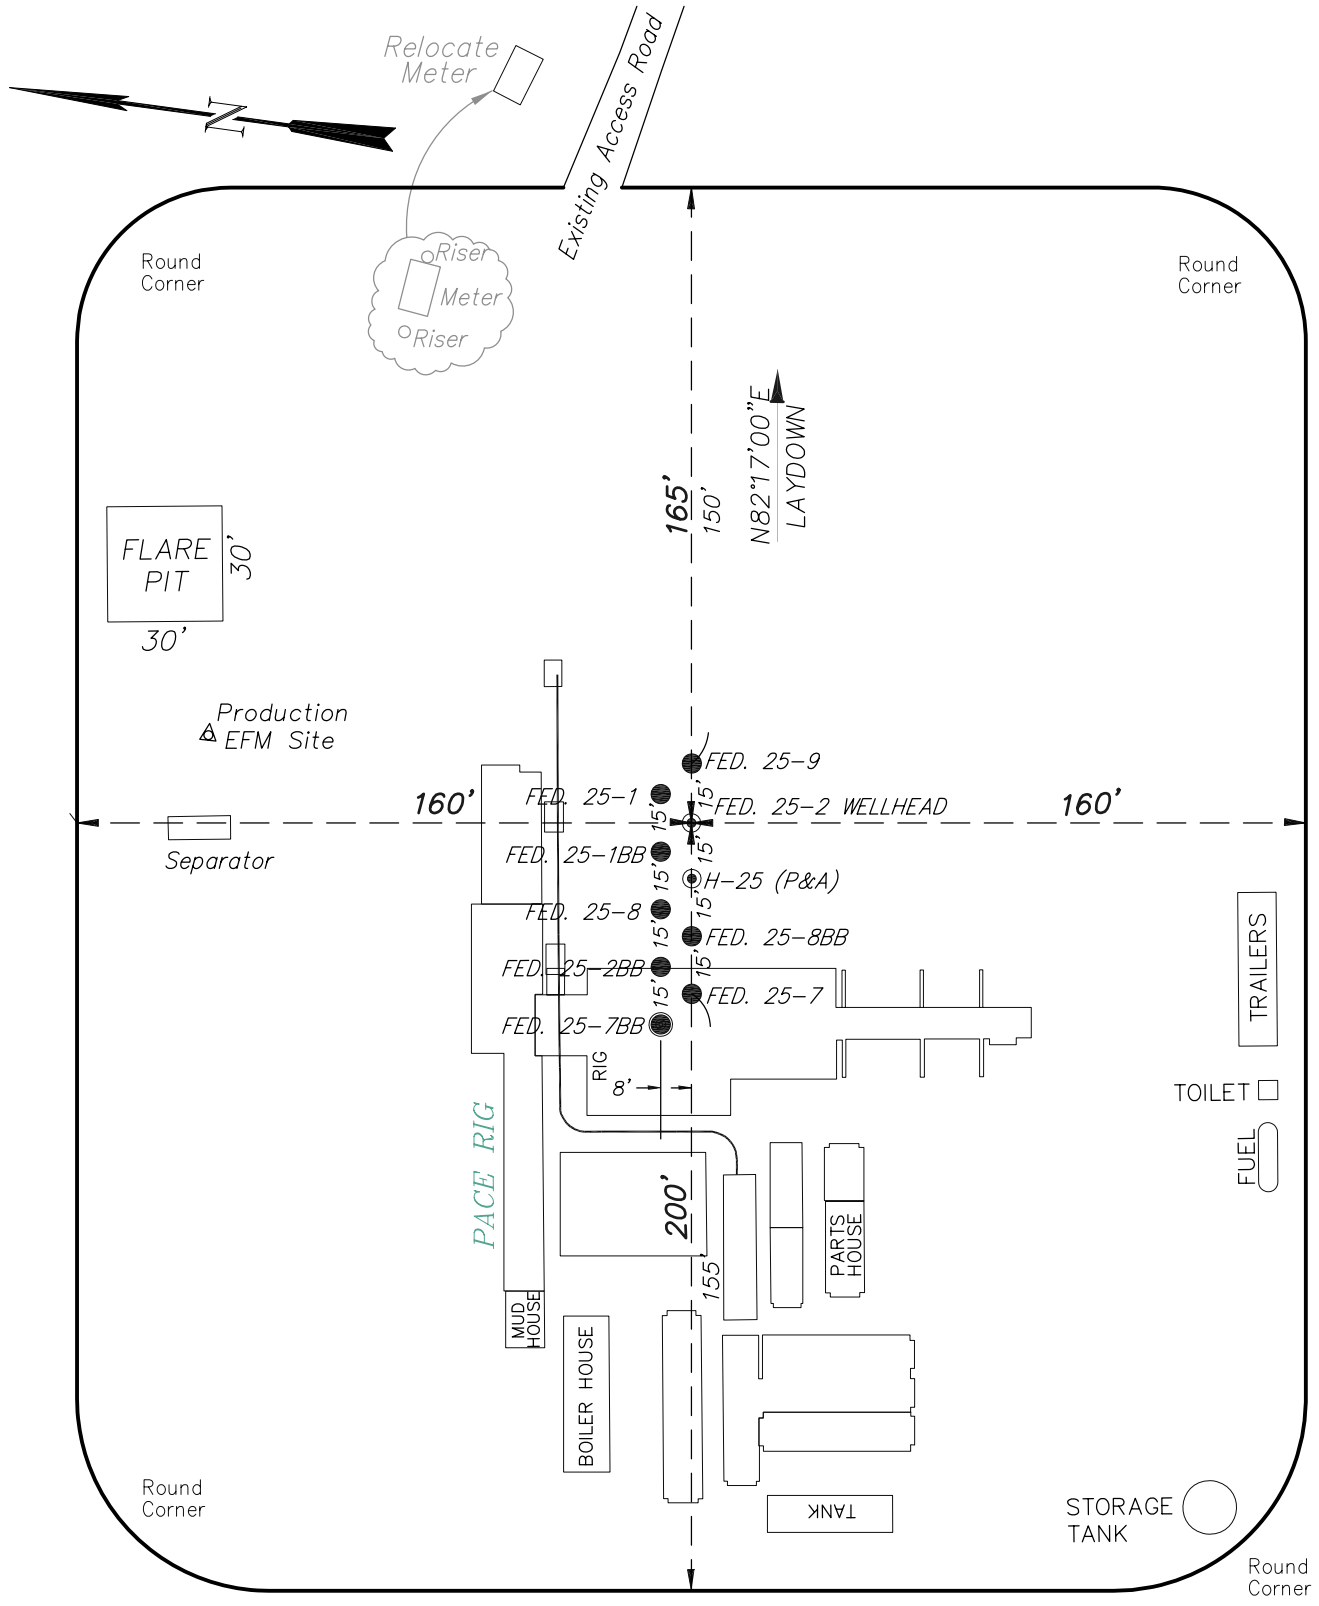 Relocate
Meter
Existing Access Road
N
Round
Corner
Riser
Meter
Riser
Round
Corner
N82°17'00"E
LAYDOWN
165'
150'
FLARE
PIT
30'
30'
Production
EFM Site
FED. 25-9
FED. 25-1
15'
15'
160'
FED. 25-2 WELLHEAD
160'
Separator
FED. 25-1BB
15'
15'
H-25 (P&A)
FED. 25-8
15'
15'
FED. 25-8BB
FED. 25-2BB
15'
15'
FED. 25-7
FED. 25-7BB
RIG
8'
TRAILERS
TOILET
FUEL
PACE RIG
200'
155'
PARTS
HOUSE
MUD
HOUSE
BOILER HOUSE
TANK
Round
Corner
STORAGE
TANK
Round
Corner